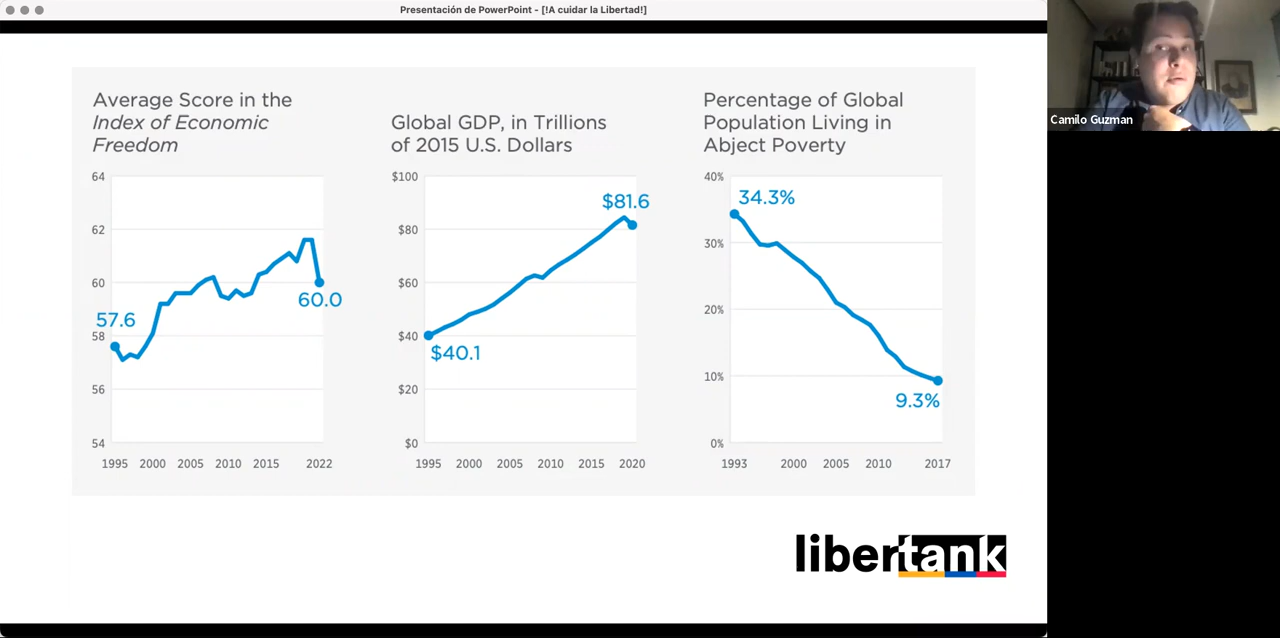 Presentación de PowerPoint - [!A cuidar la Libertad!]
Camilo Guzman
Average Score in the
Index of Economic
Freedom
64
62
60
58
56
54
57.6
60.0
1995 2000 2005 2010 2015 2022
Global GDP, in Trillions
of 2015 U.S. Dollars
$100
$80
$60
$40
$20
$0
$81.6
$40.1
1995 2000 2005 2010 2015 2020
Percentage of Global
Population Living in
Abject Poverty
40%
30%
20%
10%
0%
34.3%
9.3%
1993 2000 2005 2010 2017
libertank